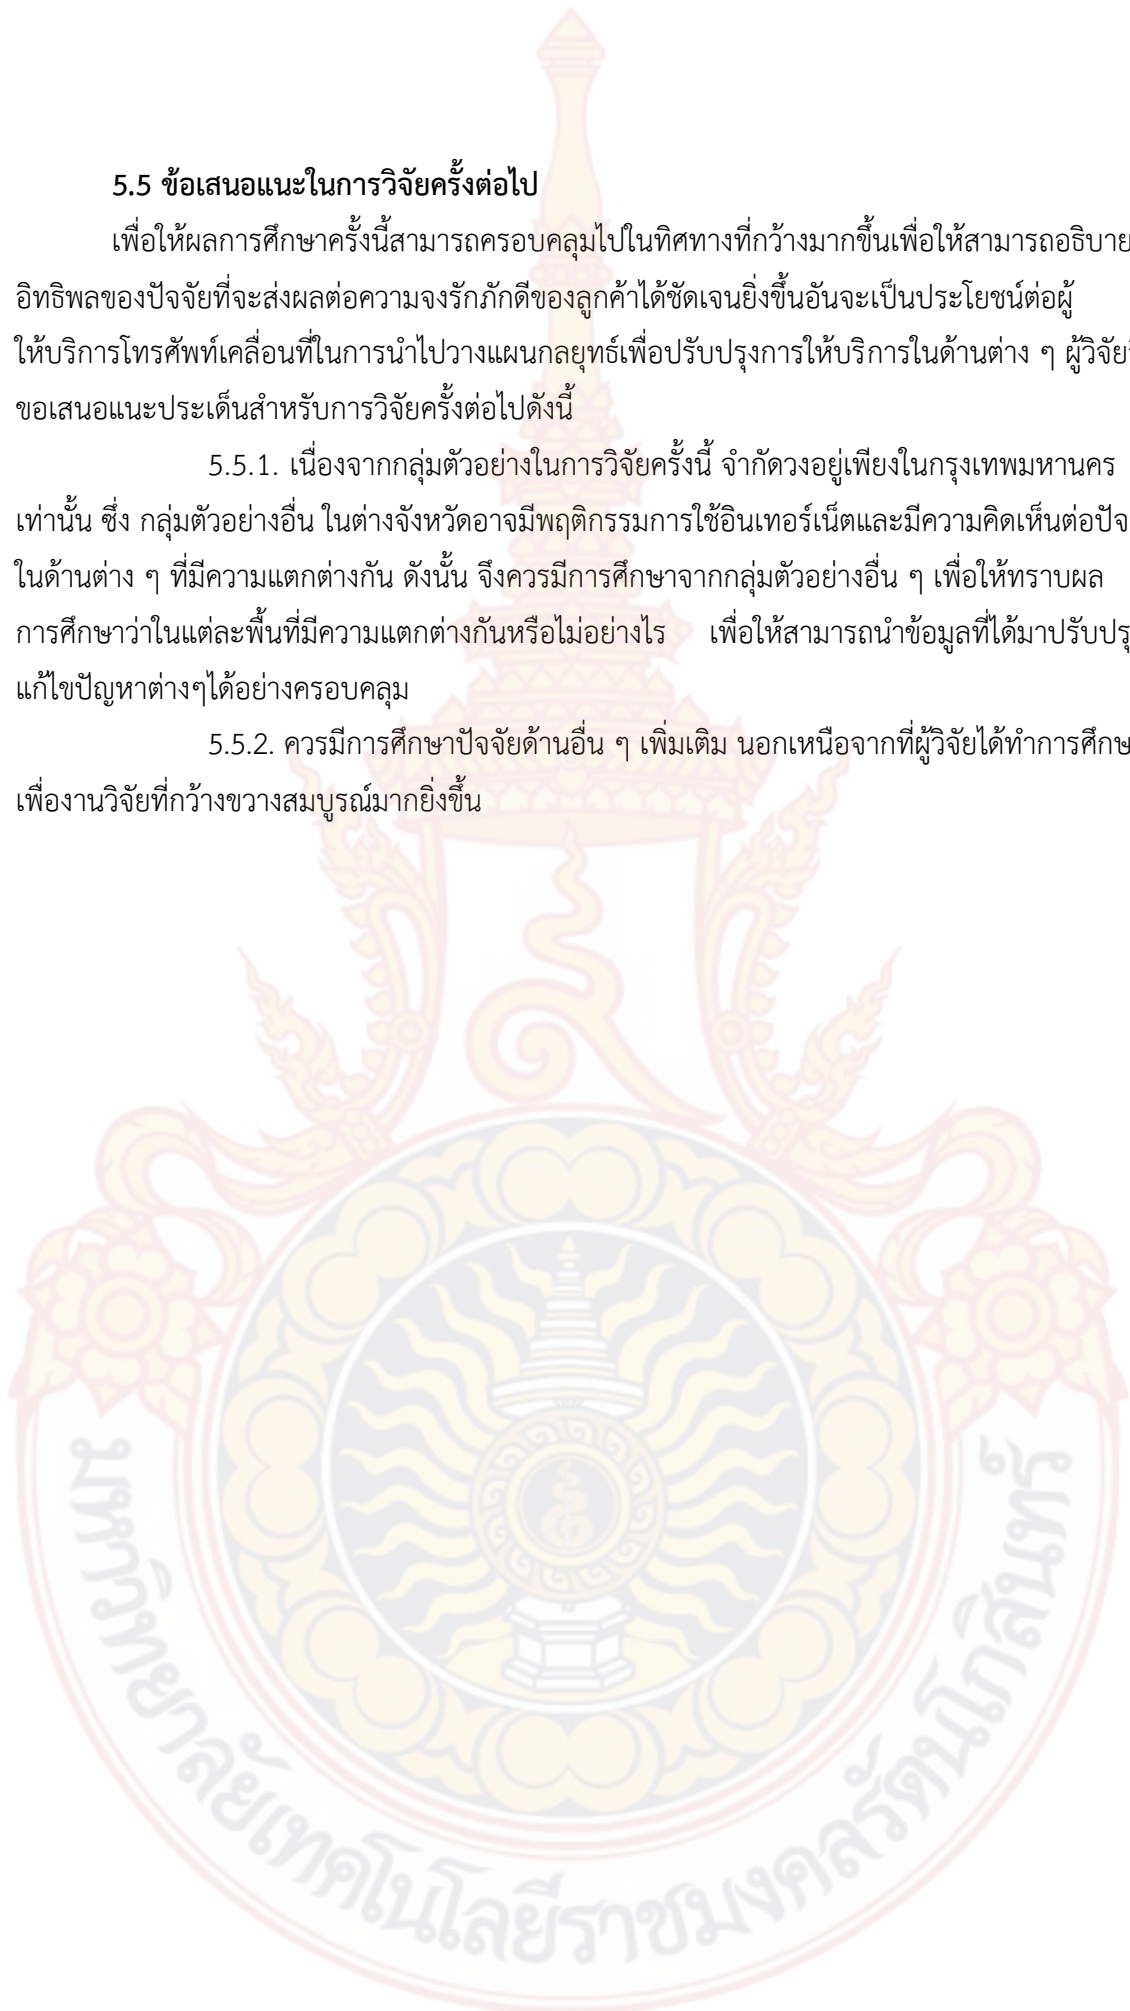 5.5 ข้อเสนอแนะในการวิจัยครั้งต่อไป
เพื่อให้ผลการศึกษาครั้งนี้สามารถครอบคลุมไปในทิศทางที่กว้างมากขึ้นเพื่อให้สามารถอธิบาย
อิทธิพลของปัจจัยที่จะส่งผลต่อความจงรักภักดีของลูกค้าได้ชัดเจนยิ่งขึ้นอันจะเป็นประโยชน์ต่อผู้
ให้บริการโทรศัพท์เคลื่อนที่ในการนำไปวางแผนกลยุทธ์เพื่อปรับปรุงการให้บริการในด้านต่าง ๆ ผู้วิจัย
ขอเสนอแนะประเด็นสำหรับการวิจัยครั้งต่อไปดังนี้
5.5.1. เนื่องจากกลุ่มตัวอย่างในการวิจัยครั้งนี้ จำกัดวงอยู่เพียงในกรุงเทพมหานคร
เท่านั้น ซึ่ง กลุ่มตัวอย่างอื่น ในต่างจังหวัดอาจมีพฤติกรรมการใช้อินเทอร์เน็ตและมีความคิดเห็นต่อปัจ
ในด้านต่าง ๆ ที่มีความแตกต่างกัน ดังนั้น จึงควรมีการศึกษาจากกลุ่มตัวอย่างอื่น ๆ เพื่อให้ทราบผล
การศึกษาว่าในแต่ละพื้นที่มีความแตกต่างกันหรือไม่อย่างไร เพื่อให้สามารถนำข้อมูลที่ได้มาปรับปรุ
แก้ไขปัญหาต่างๆได้อย่างครอบคลุม
5.5.2. ควรมีการศึกษาปัจจัยด้านอื่น ๆ เพิ่มเติม นอกเหนือจากที่ผู้วิจัยได้ทำการศึกษ
เพื่องานวิจัยที่กว้างขวางสมบูรณ์มากยิ่งขึ้น
มหาวิทยาลัยเทคโนโลยีราชมงคลรัตนโกสินทร์